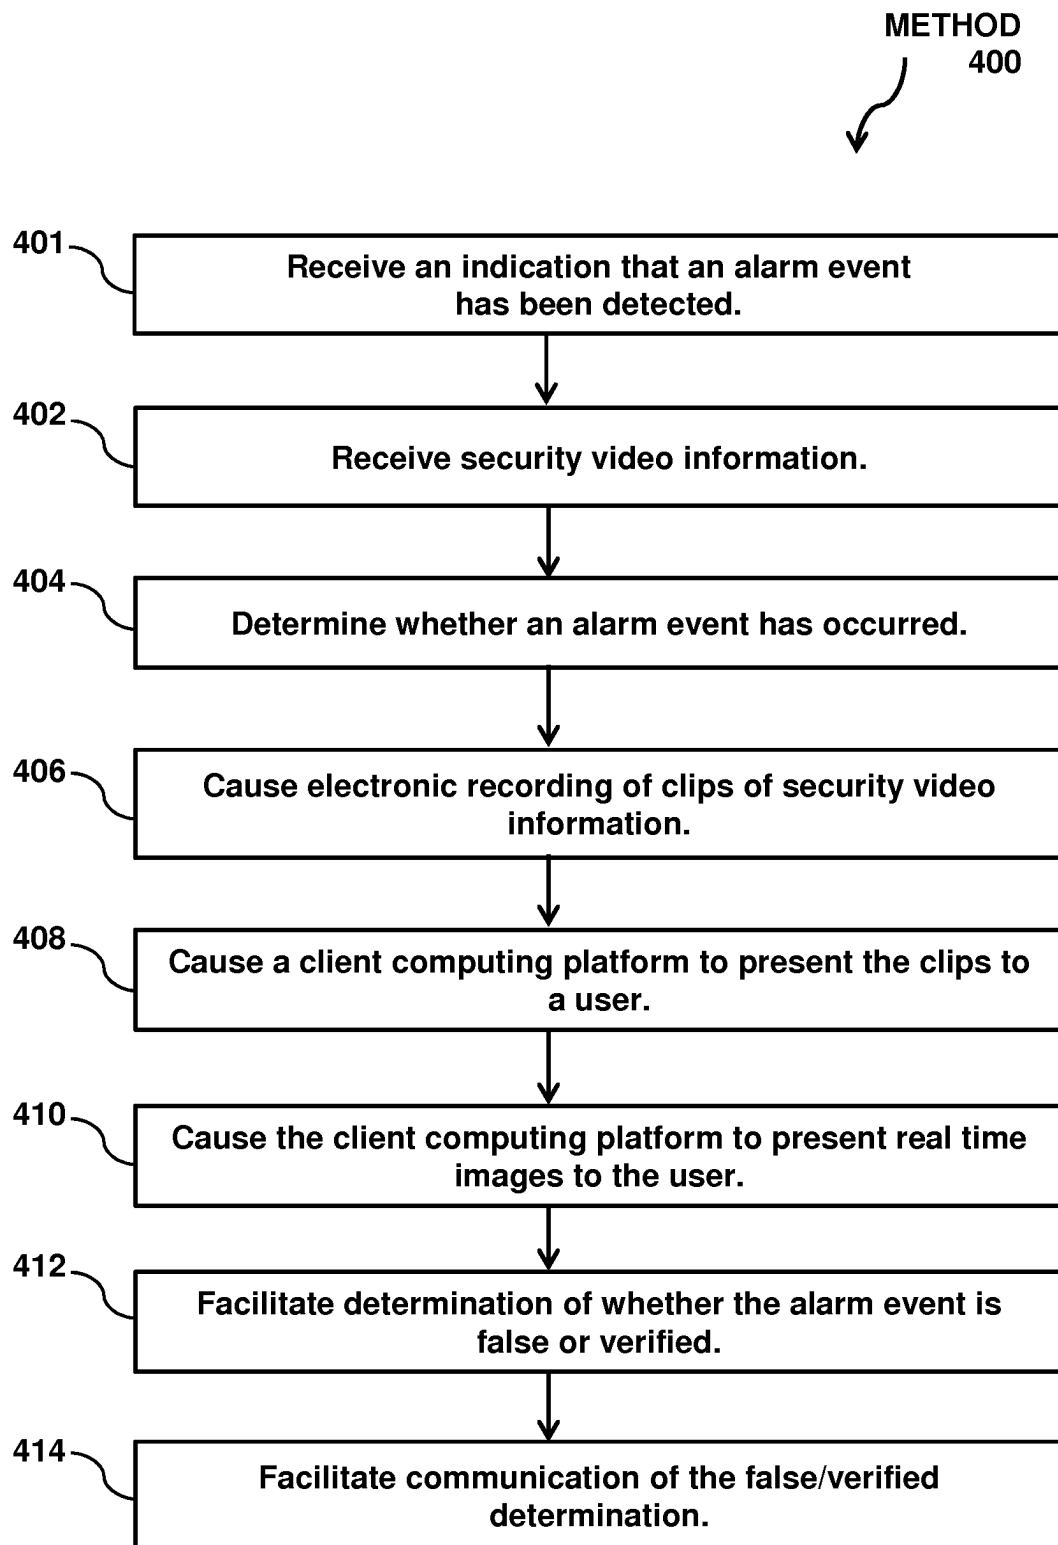 METHOD
400
401
Receive an indication that an alarm event
has been detected.
402
Receive security video information.
404
Determine whether an alarm event has occurred.
406
Cause electronic recording of clips of security video
information.
408
Cause a client computing platform to present the clips to
a user.
410
Cause the client computing platform to present real time
images to the user.
412
Facilitate determination of whether the alarm event is
false or verified.
414
Facilitate communication of the false/verified
determination.